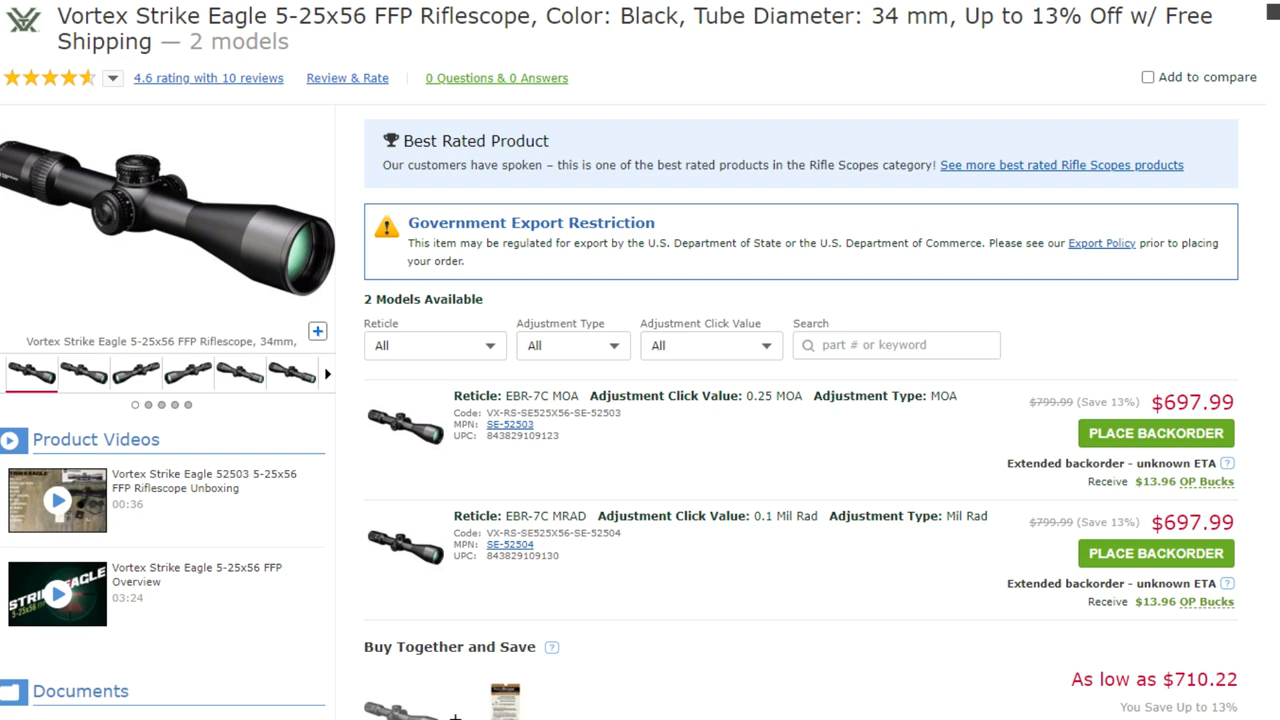 Vortex Strike Eagle 5-25x56 FFP Riflescope, Color: Black, Tube Diameter: 34 mm, Up to 13% Off w/ Free
Shipping — 2 models
4.6 rating with 10 reviews Review & Rate 0 Questions & 0 Answers Add to compare
Best Rated Product
Our customers have spoken – this is one of the best rated products in the Rifle Scopes category! See more best rated Rifle Scopes products
Government Export Restriction
This item may be regulated for export by the U.S. Department of State or the U.S. Department of Commerce. Please see our Export Policy prior to placing
your order.
Vortex Strike Eagle 5-25x56 FFP Riflescope, 34mm,
Product Videos
Vortex Strike Eagle 52503 5-25x56
FFP Riflescope Unboxing
00:36
STRIKE EAGLE
5-25x56 FFP
Vortex Strike Eagle 5-25x56 FFP
Overview
03:24
Documents
2 Models Available
Reticle Adjustment Type Adjustment Click Value Search
All All All part # or keyword
Reticle: EBR-7C MOA Adjustment Click Value: 0.25 MOA Adjustment Type: MOA
Code: VX-RS-SE525X56-SE-52503
MPN: SE-52503
UPC: 843829109123
$799.99 (Save 13%) $697.99
PLACE BACKORDER
Extended backorder - unknown ETA ?
Receive $13.96 OP Bucks
Reticle: EBR-7C MRAD Adjustment Click Value: 0.1 Mil Rad Adjustment Type: Mil Rad
Code: VX-RS-SE525X56-SE-52504
MPN: SE-52504
UPC: 843829109130
$799.99 (Save 13%) $697.99
PLACE BACKORDER
Extended backorder - unknown ETA ?
Receive $13.96 OP Bucks
Buy Together and Save ?
As low as $710.22
You Save Up to 13%